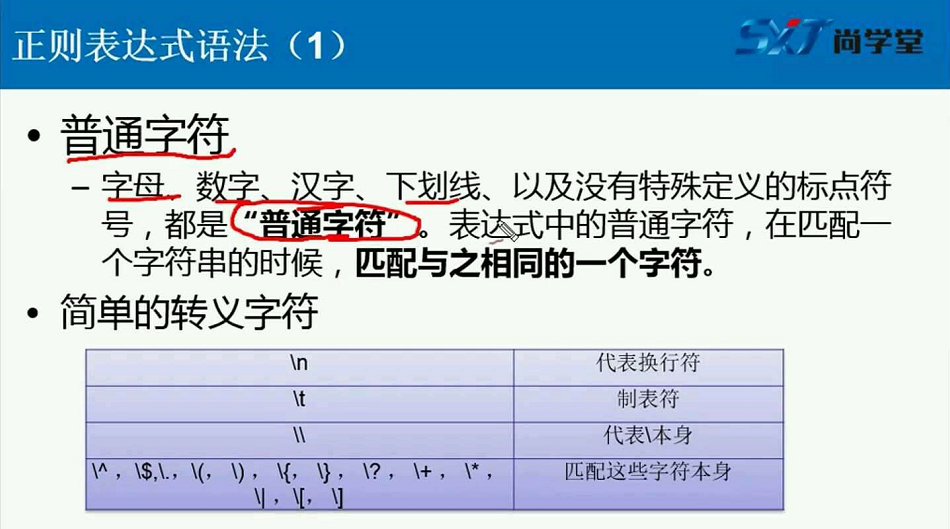 正则表达式语法（1）
SXT 尚学堂
• 普通字符
– 字母、数字、汉字、下划线、以及没有特殊定义的标点符
号，都是“普通字符”。表达式中的普通字符，在匹配一
个字符串的时候，匹配与之相同的一个字符。
• 简单的转义字符
\n 代表换行符
\t 制表符
\\ 代表\本身
\^ ，\$,\.，\(， \) ， \{， \} ， \? ， \+ ， \* ， 匹配这些字符本身
\| ，\[， \]